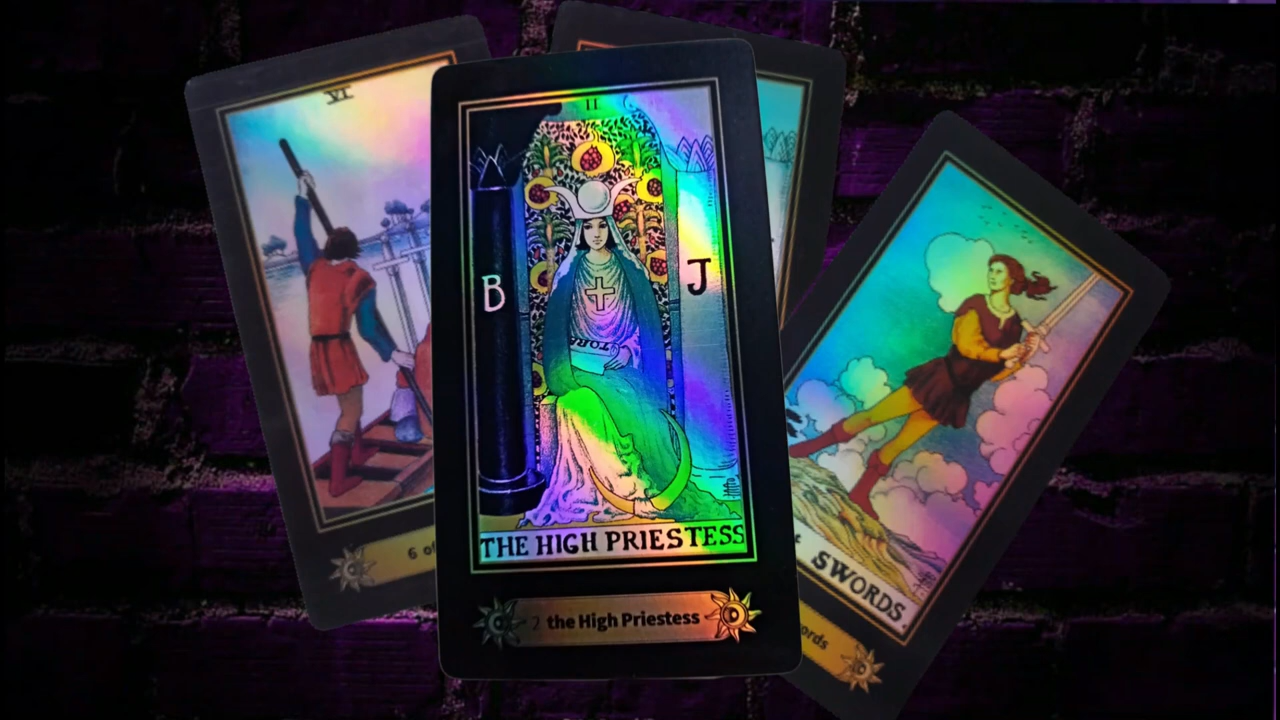 VI
6 of
II
B
J
TORA
THE HIGH PRIESTESS
2 the High Priestess
SWORDS.
ords